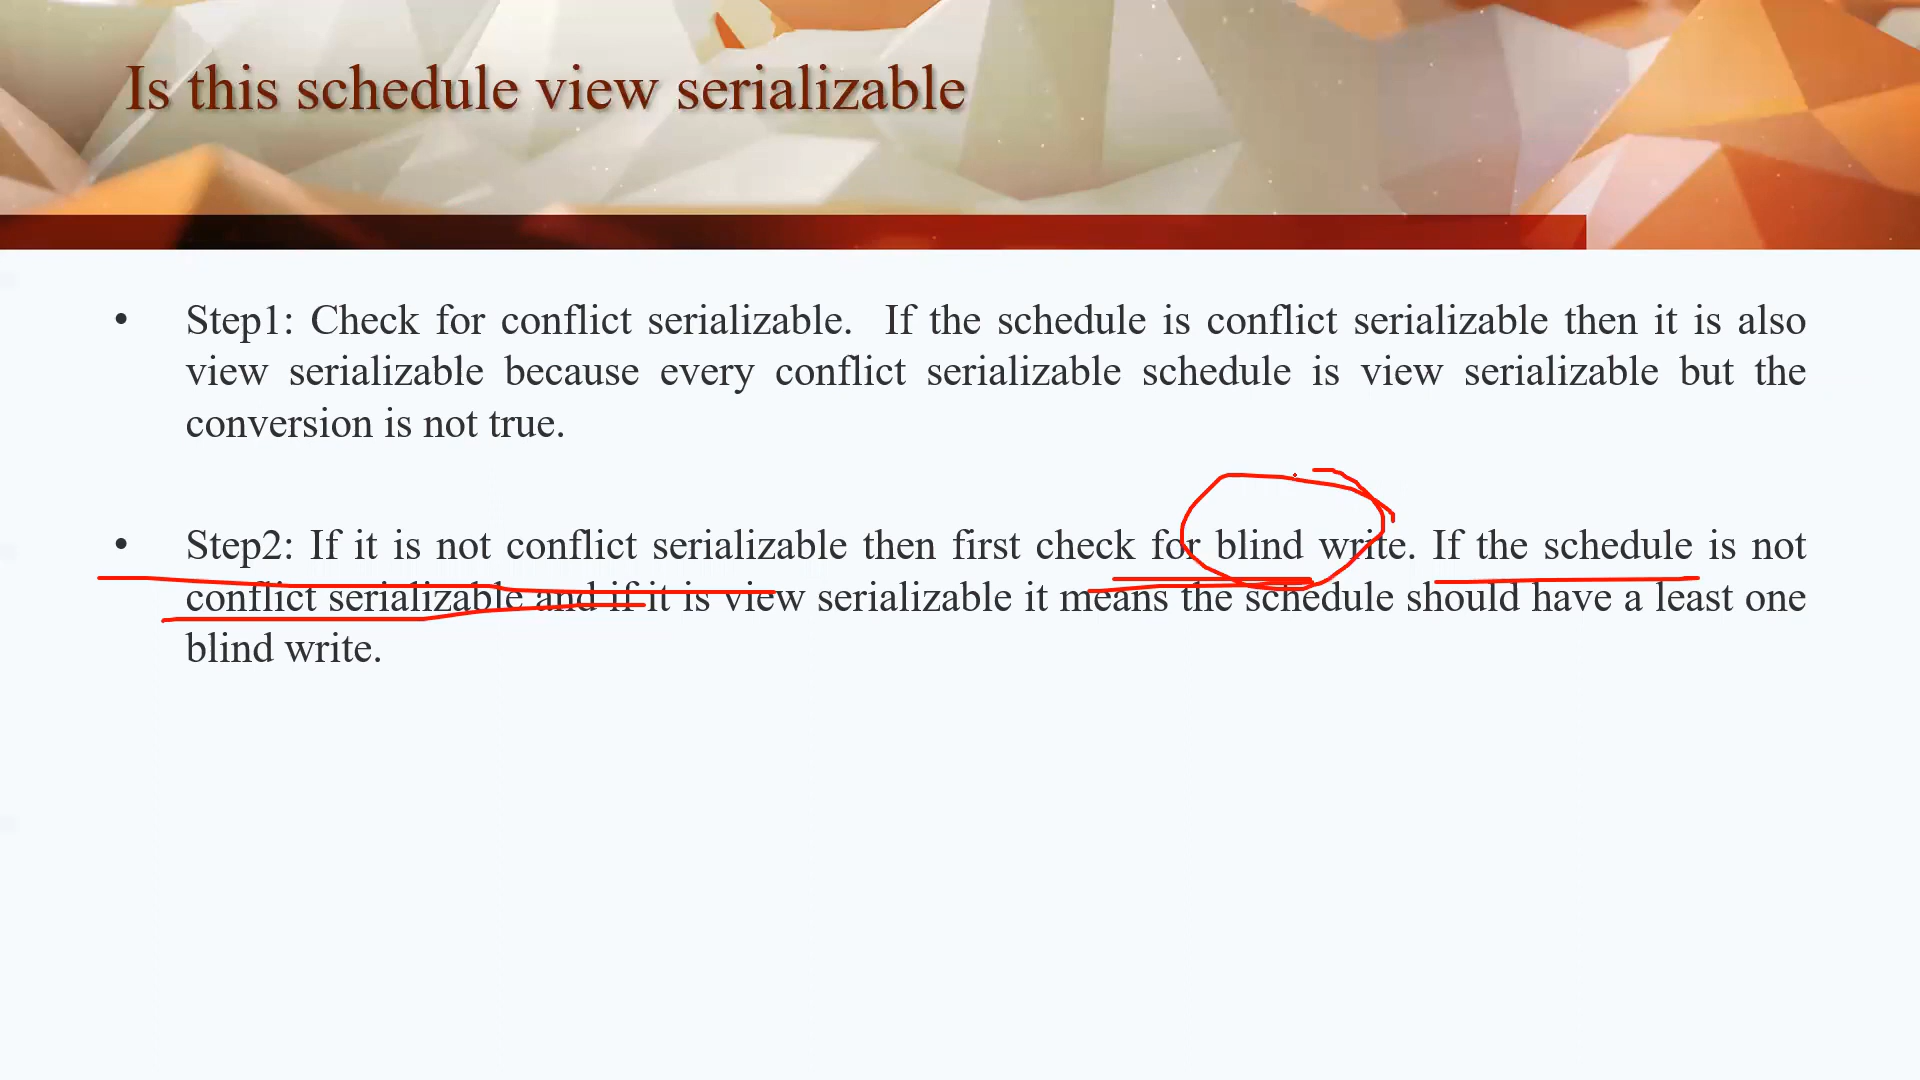 Is this schedule view serializable
• Step1: Check for conflict serializable. If the schedule is conflict serializable then it is also
view serializable because every conflict serializable schedule is view serializable but the
conversion is not true.
• Step2: If it is not conflict serializable then first check for blind write. If the schedule is not
conflict serializable and if it is view serializable it means the schedule should have a least one
blind write.